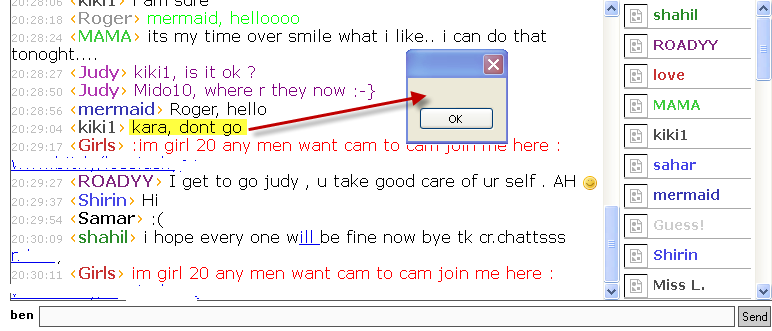 20:28:06 ‹kiki1› i am sure
20:28:18 ‹Roger› mermaid, helloooo
20:28:24 ‹MAMA› its my time over smile what i like.. i can do that
tonoght....
20:28:27 ‹Judy› kiki1, is it ok ?
20:28:50 ‹Judy› Mido10, where r they now :-}
20:28:56 ‹mermaid› Roger, hello
20:29:04 ‹kiki1› kara, dont go
20:29:17 ‹Girls› :im girl 20 any men want cam to cam join me here :
20:29:27 ‹ROADYY› I get to go judy , u take good care of ur self . AH
20:29:37 ‹Shirin› Hi
20:29:54 ‹Samar› :(
20:30:09 ‹shahil› i hope every one will be fine now bye tk cr.chattsss
20:30:11 ‹Girls› im girl 20 any men want cam to cam join me here :
OK
shahil
ROADYY
love
MAMA
kiki1
sahar
mermaid
Guess!
Shirin
Miss L.
ben
Send